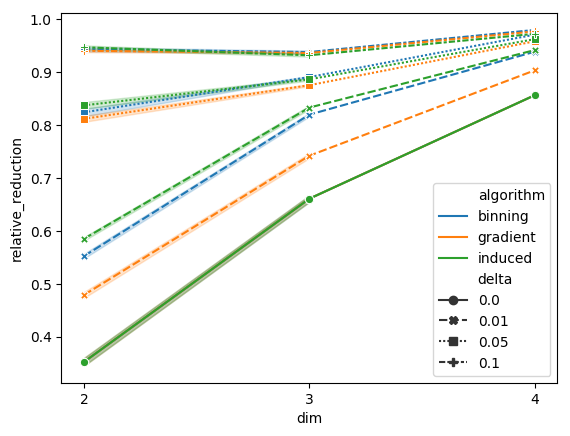 1.0
0.9
0.8
0.7
0.6
0.5
0.4
relative_reduction
2
3
4
dim
algorithm
binning
gradient
induced
delta
0.0
0.01
0.05
0.1